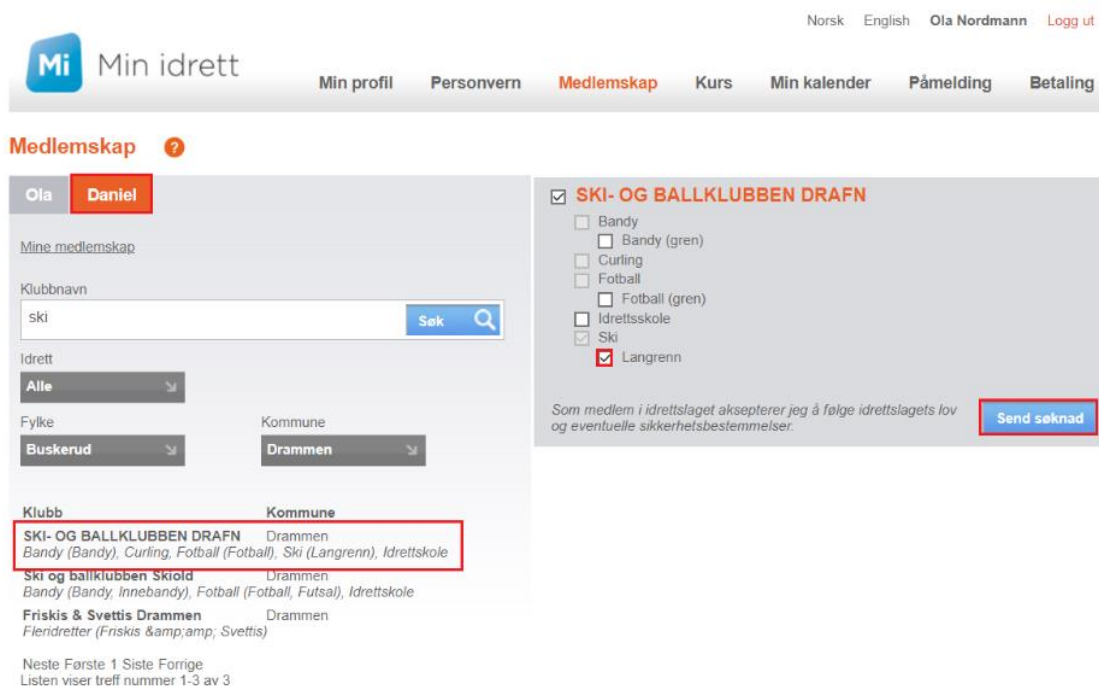 Norsk English Ola Nordmann Logg ut
Mi Min idrett
Min profil Personvern Medlemskap Kurs Min kalender Påmelding Betaling
Medlemskap ?
Ola Daniel
Mine medlemskap
Klubbnavn
ski Søk
Idrett
Alle
Fylke Kommune
Buskerud Drammen
Klubb Kommune
SKI- OG BALLKLUBBEN DRAFN Drammen
Bandy (Bandy), Curling, Fotball (Fotball), Ski (Langrenn), Idrettskole
Ski og ballklubben Skiold Drammen
Bandy (Bandy, Innebandy), Fotball (Fotball, Futsal), Idrettskole
Friskis & Svettis Drammen Drammen
Fleridretter (Friskis &amp;amp; Svettis)
Neste Første 1 Siste Forrige
Listen viser treff nummer 1-3 av 3
SKI- OG BALLKLUBBEN DRAFN
Bandy
Bandy (gren)
Curling
Fotball
Fotball (gren)
Idrettsskole
Ski
Langrenn
Som medlem i idrettslaget aksepterer jeg å følge idrettslagets lov
og eventuelle sikkerhetsbestemmelser.
Send søknad